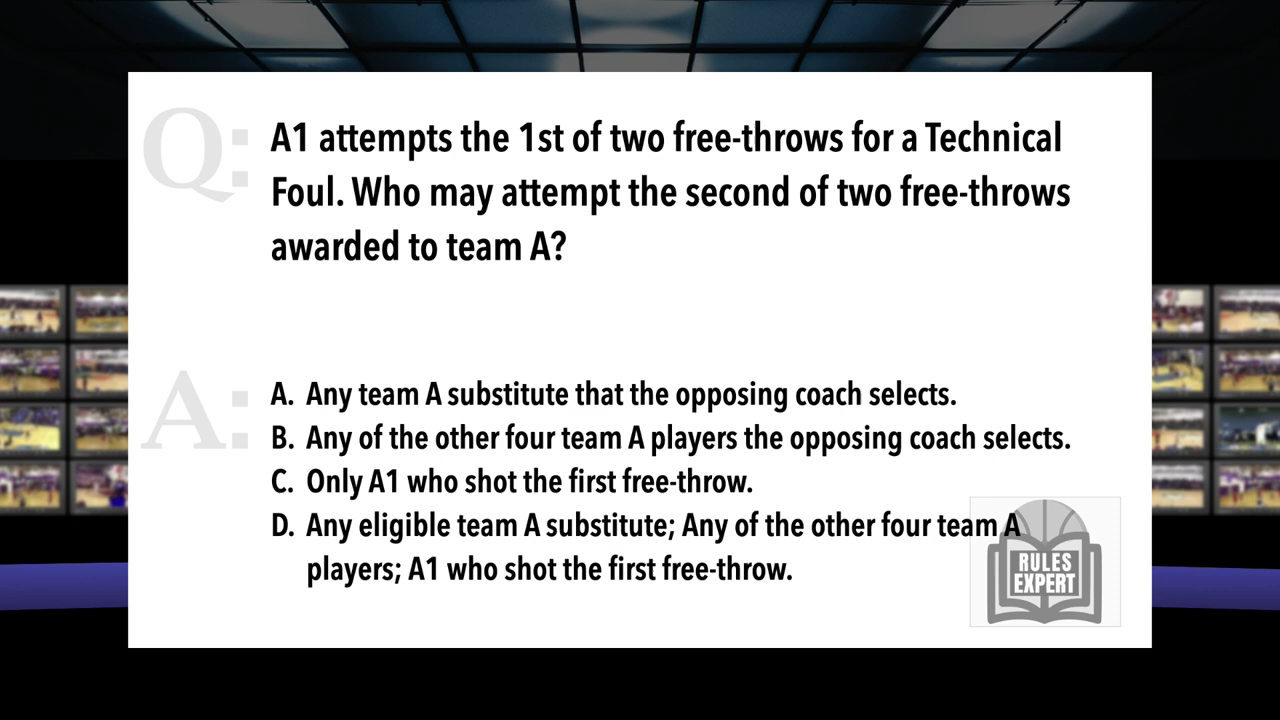 Q: A1 attempts the 1st of two free-throws for a Technical
Foul. Who may attempt the second of two free-throws
awarded to team A?
A: A. Any team A substitute that the opposing coach selects.
B. Any of the other four team A players the opposing coach selects.
C. Only A1 who shot the first free-throw.
D. Any eligible team A substitute; Any of the other four team A
players; A1 who shot the first free-throw.
RULES
EXPERT